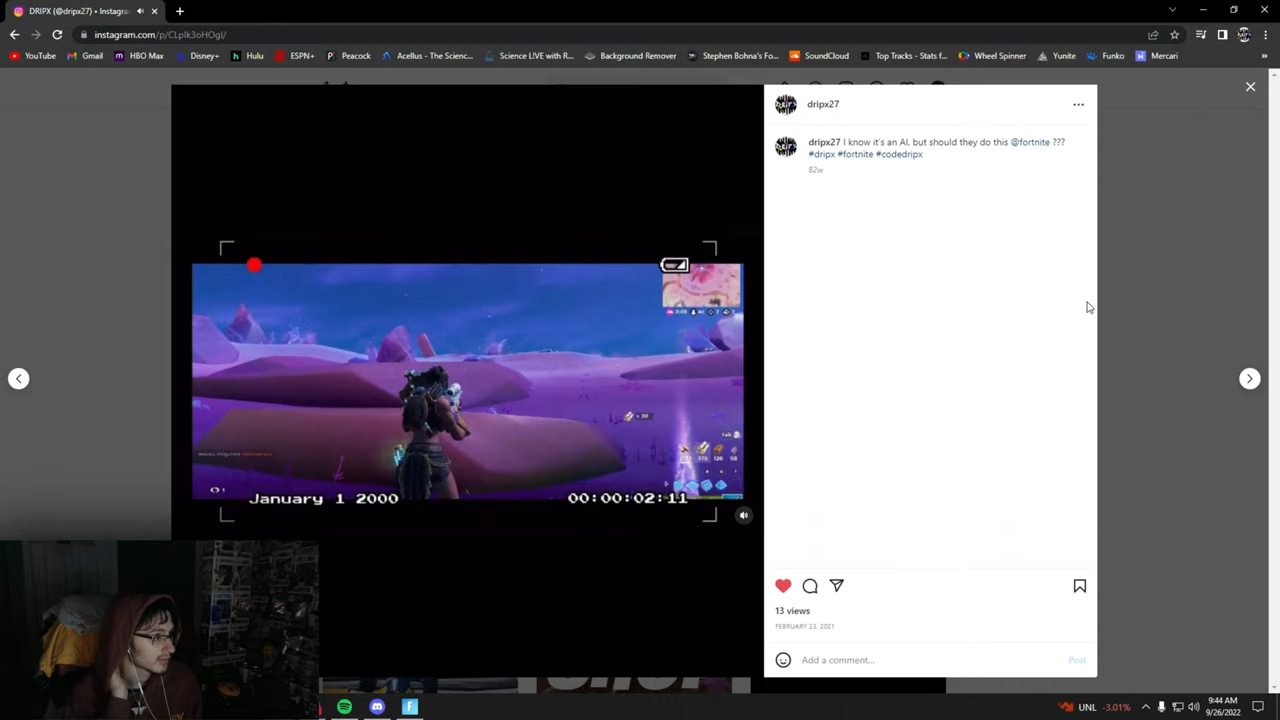 DRIPX (@dripx27) • Instagram
instagram.com/p/CLplk3oHOgl/
YouTube
Gmail
HBO Max
Disney+
Hulu
ESPN+
Peacock
Acellus - The Scienc...
Science LIVE with R...
Background Remover
Stephen Bohna's Fo...
SoundCloud
Top Tracks - Stats f...
Wheel Spinner
Yunite
Funko
Mercari
»
dripx27
dripx27 I know it's an AI, but should they do this @fortnite ???
#dripx #fortnite #codedripx
82w
+ 30
January 1 2000
00:00:02:11
13 views
FEBRUARY 23, 2021
Add a comment...
Post
UNL -3.01%
9:44 AM
9/26/2022